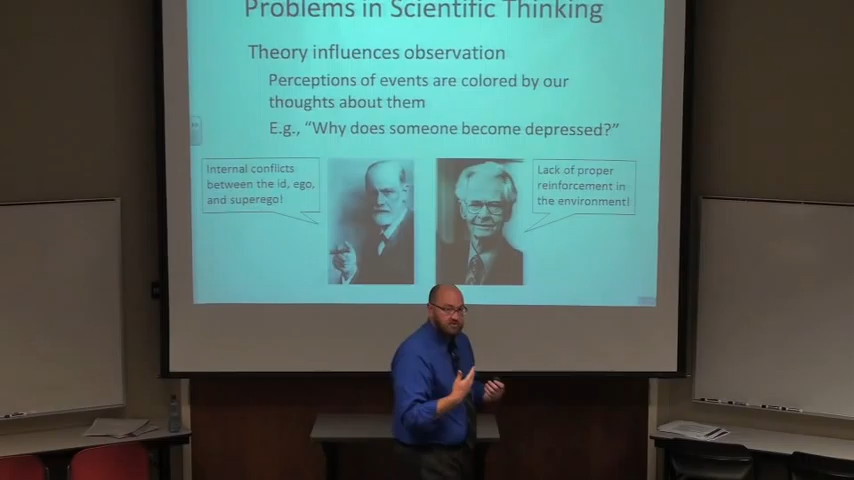 Problems in Scientific Thinking
Theory influences observation
Perceptions of events are colored by our
thoughts about them
E.g., “Why does someone become depressed?”
Internal conflicts
between the id, ego,
and superego!
Lack of proper
reinforcement in
the environment!